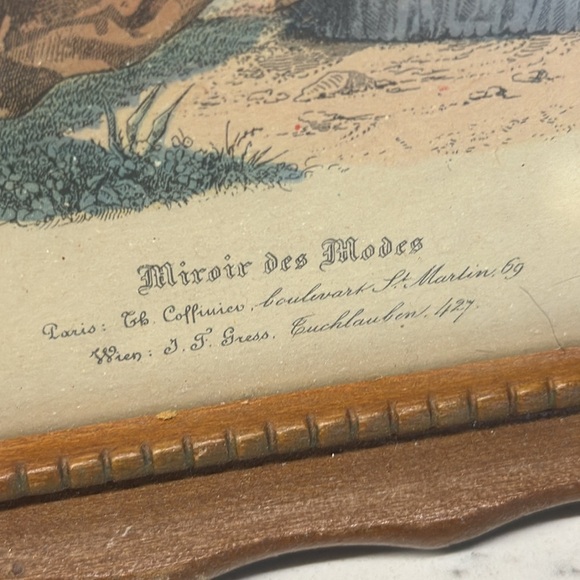 Miroir des Modes
Paris: Th. Coffinier, boulevart St. Martin, 69
Wien: J. F. Gress, Tuchlauben, 427.